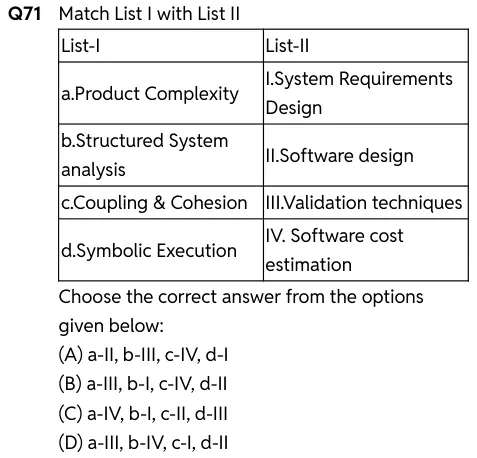 Q71 Match List I with List II
List-I
List-II
a.Product Complexity
I.System Requirements
Design
b.Structured System
analysis
II.Software design
c.Coupling & Cohesion
III.Validation techniques
d.Symbolic Execution
IV. Software cost
estimation
Choose the correct answer from the options
given below:
(A) a-II, b-III, c-IV, d-I
(B) a-III, b-I, c-IV, d-II
(C) a-IV, b-I, c-II, d-III
(D) a-III, b-IV, c-I, d-II